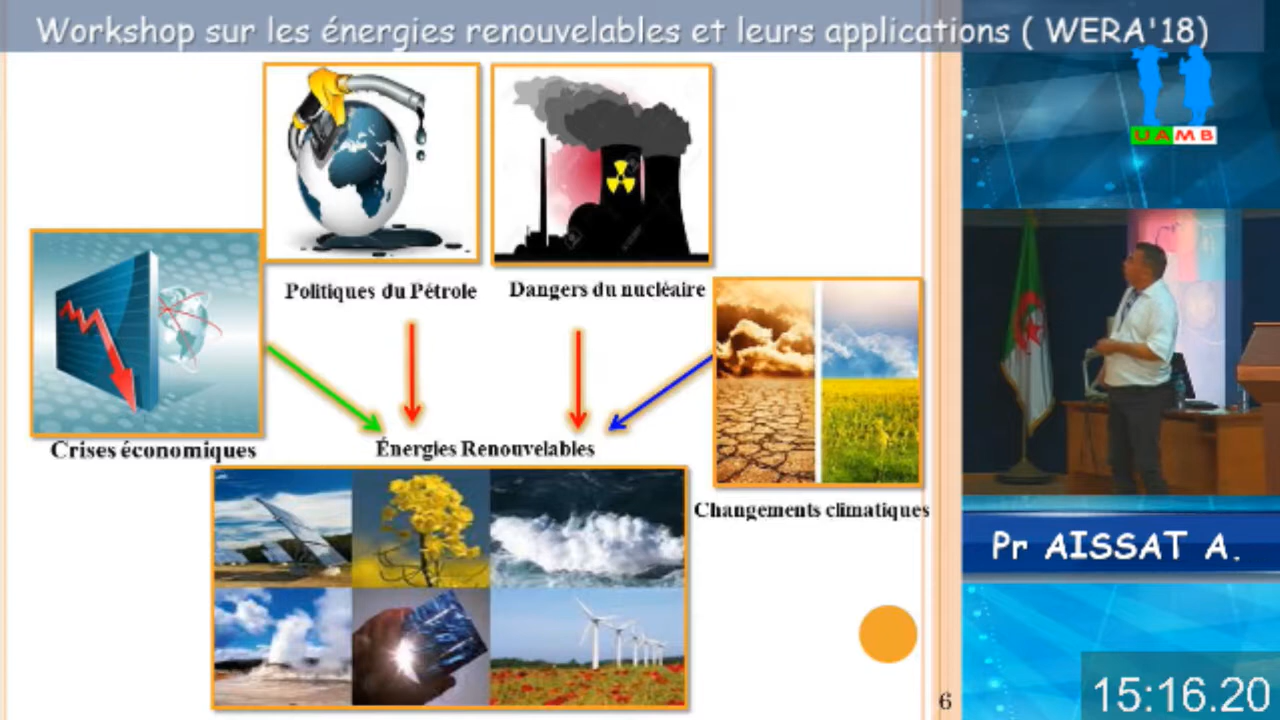 Workshop sur les énergies renouvelables et leurs applications ( WERA'18)
UAMB
Politiques du Pétrole
Dangers du nucléaire
Crises économiques
Énergies Renouvelables
Changements climatiques
Pr AISSAT A.
6
15:16.20